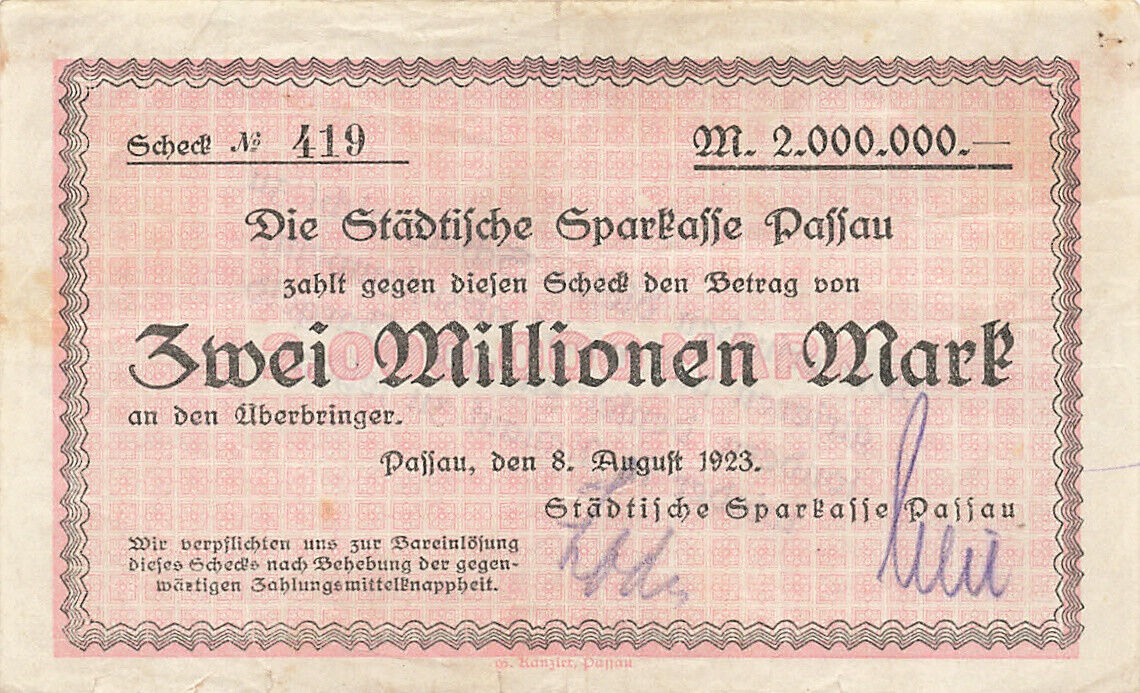 Scheck № 419
M. 2.000.000.—
Die Städtische Sparkasse Passau
zahlt gegen diesen Scheck den Betrag von
Zwei Millionen Mark
an den Überbringer.
Passau, den 8. August 1923.
Städtische Sparkasse Passau
Wir verpflichten uns zur Bareinlösung
dieses Schecks nach Behebung der gegen-
wärtigen Zahlungsmittelknappheit.
G. Kanzler, Passau